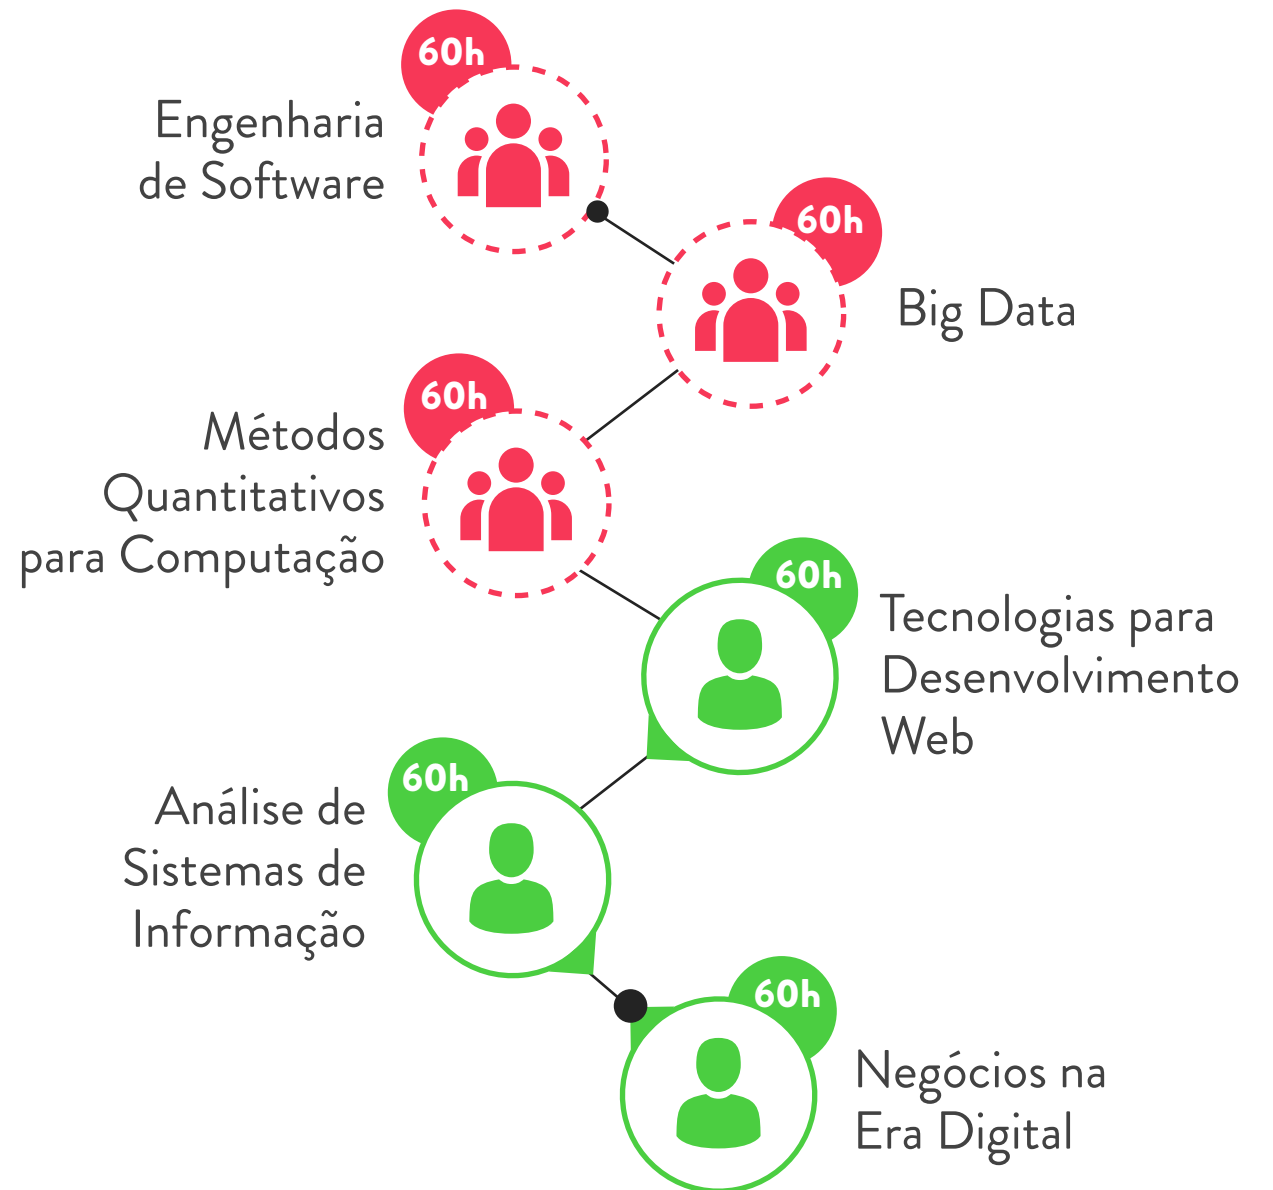 60h
Engenharia
de Software
60h
Big Data
60h
Métodos
Quantitativos
para Computação
60h
Tecnologias para
Desenvolvimento
Web
60h
Análise de
Sistemas de
Informação
60h
Negócios na
Era Digital